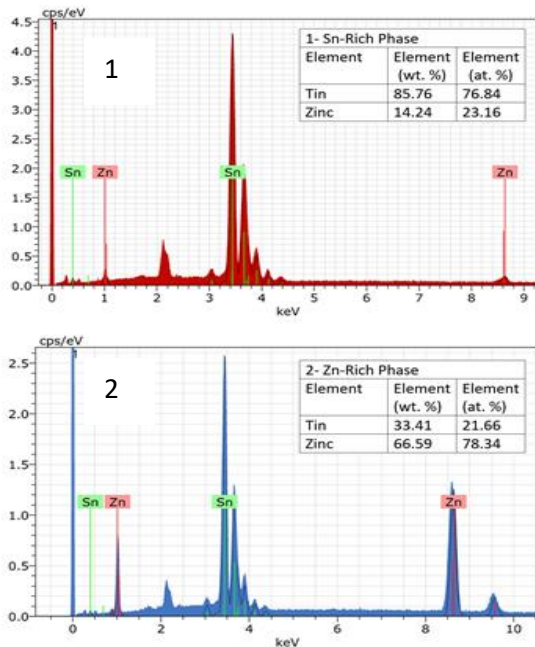 cps/eV
4.5
4.0
3.5
3.0
2.5
2.0
1.5
1.0
0.5
0.0
1
1
Sn
Zn
Sn
Zn
1- Sn-Rich Phase
Element Element (wt. %) Element (at. %)
Tin 85.76 76.84
Zinc 14.24 23.16
0 1 2 3 4 5 6 7 8 9
keV
cps/eV
2.5
2.0
1.5
1.0
0.5
0.0
1
2
Sn
Zn
Sn
Zn
2- Zn-Rich Phase
Element Element (wt. %) Element (at. %)
Tin 33.41 21.66
Zinc 66.59 78.34
0 2 4 6 8 10
keV